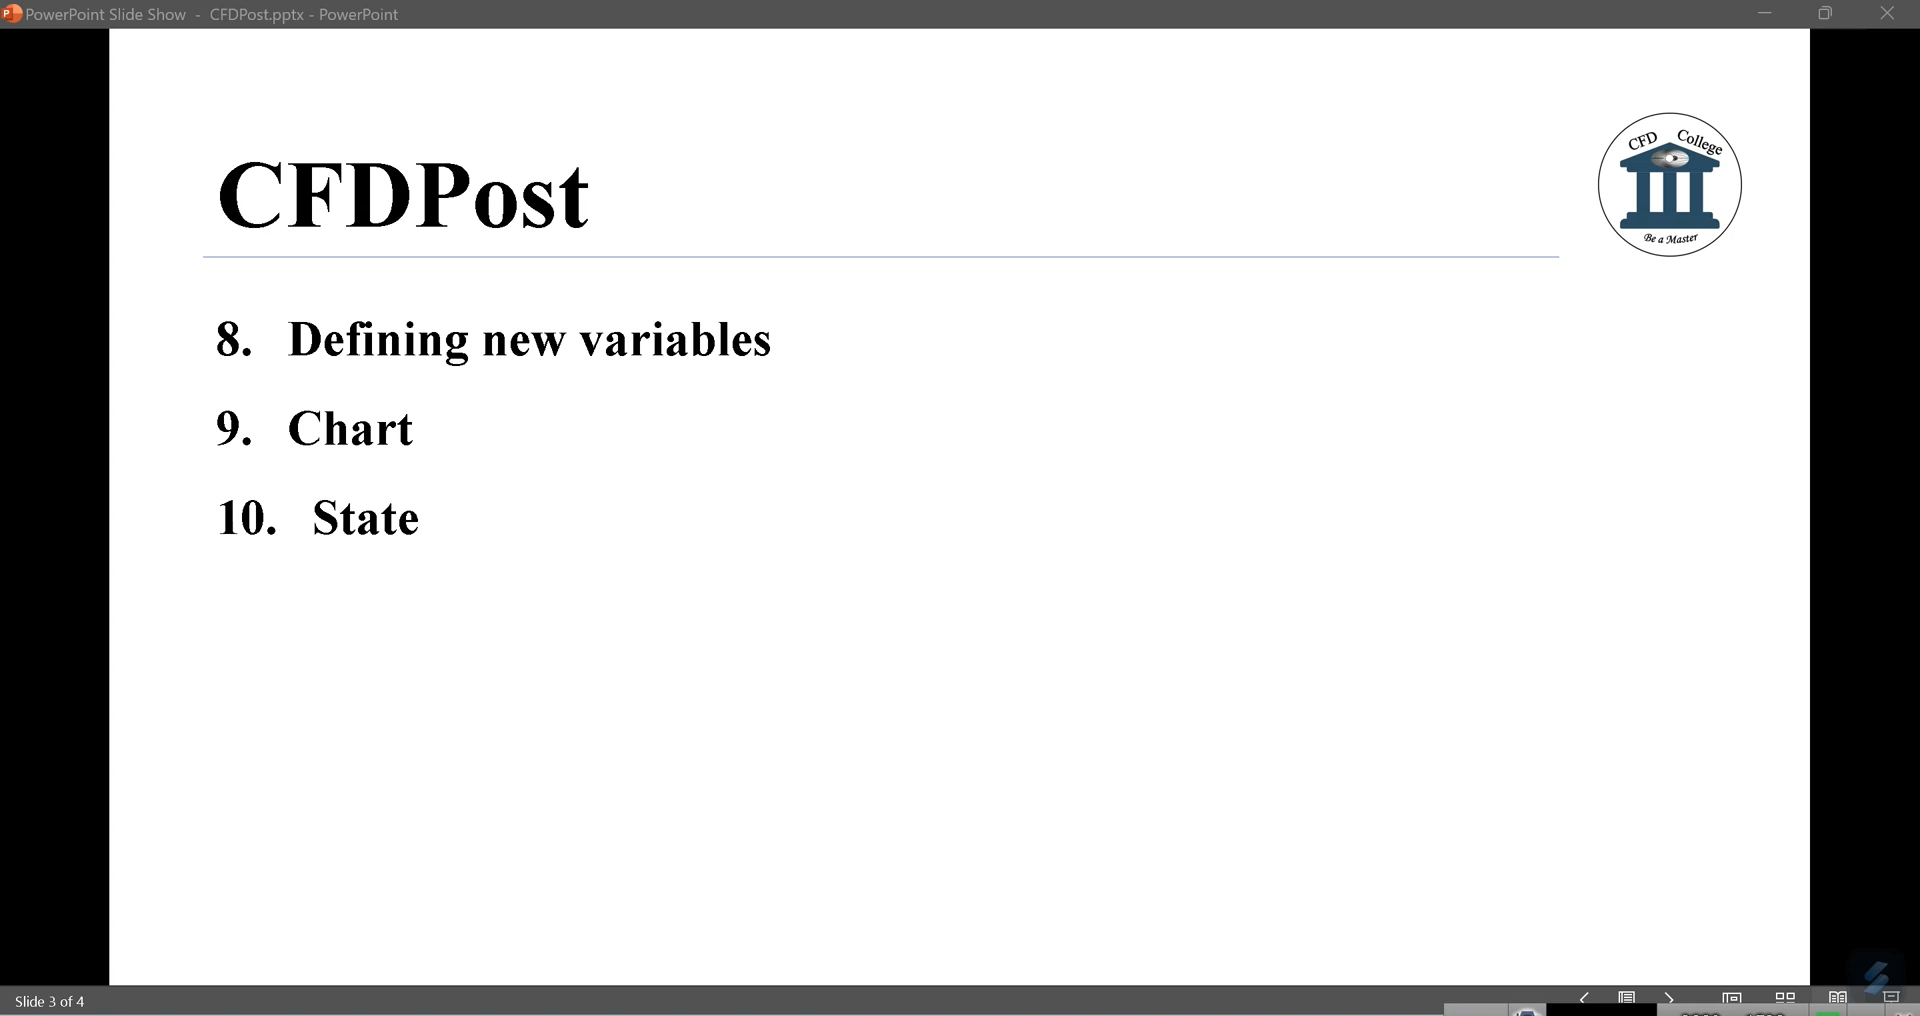 PowerPoint Slide Show - CFDPost.pptx - PowerPoint
CFD College
Be a Master
CFDPost
8. Defining new variables
9. Chart
10. State
Slide 3 of 4